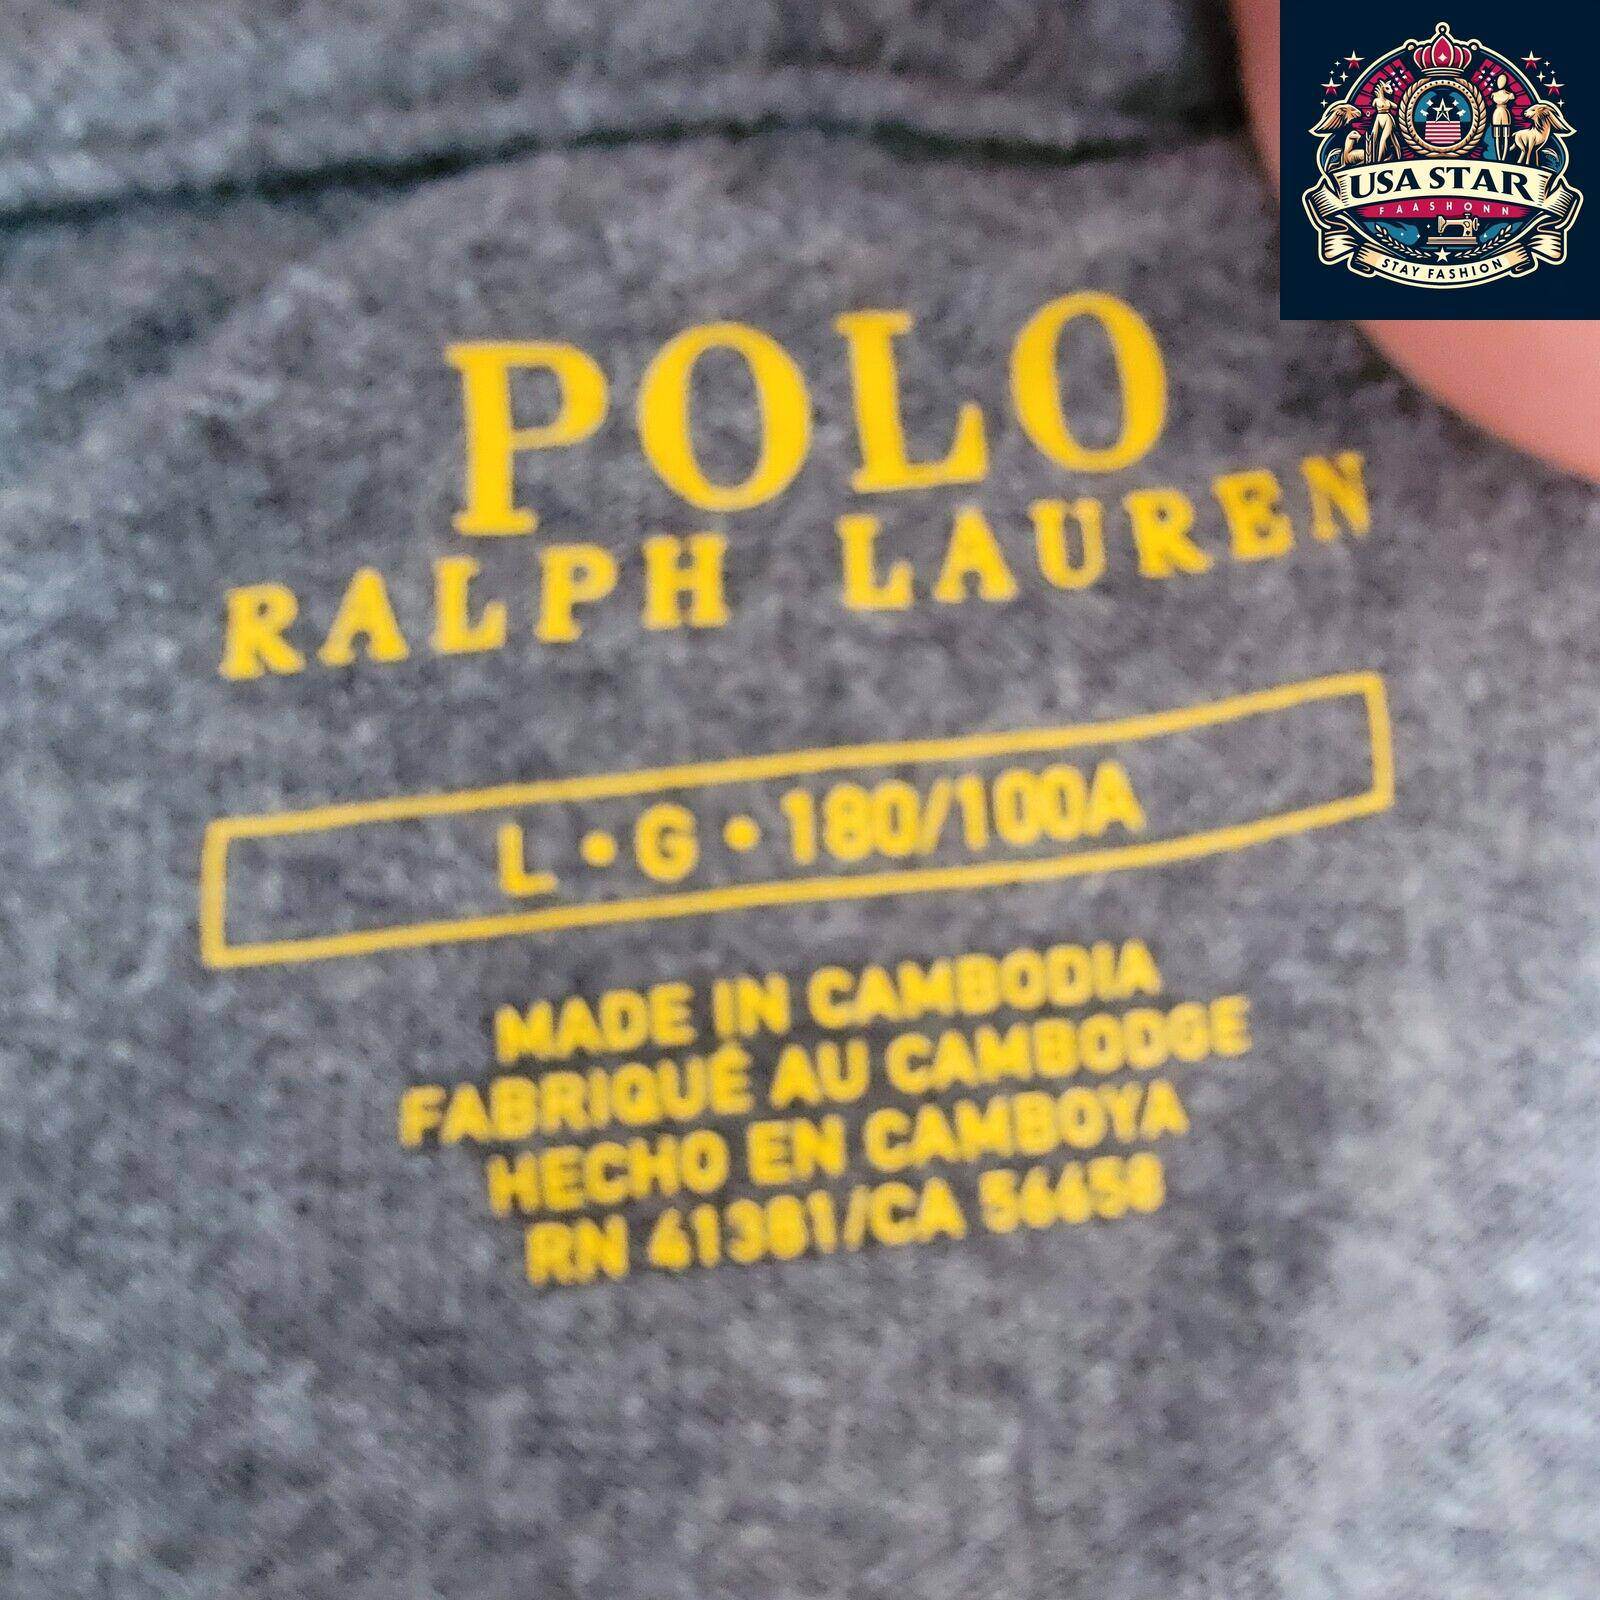 USA STAR
FAASHONN
STAY FASHION
POLO
RALPH LAUREN
L • G • 180/100A
MADE IN CAMBODIA
FABRIQUÉ AU CAMBODGE
HECHO EN CAMBOYA
RN 41381/CA 56658